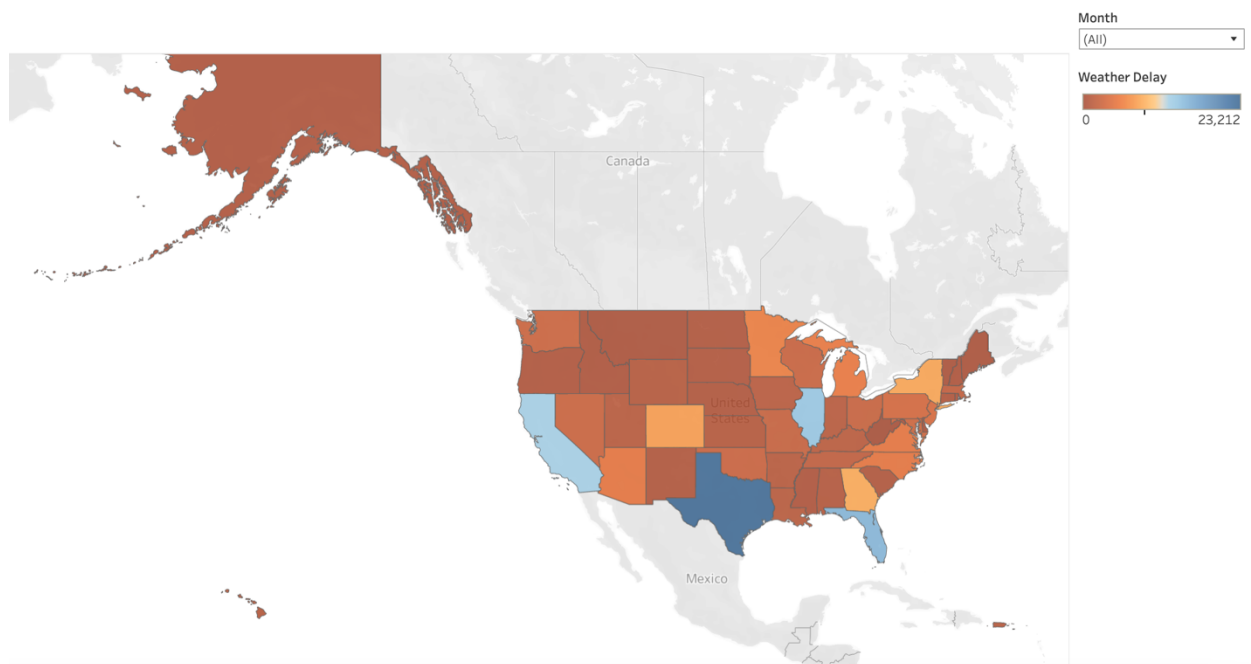 Month
(All)
Weather Delay
0 23,212
Canada
United
States
Mexico